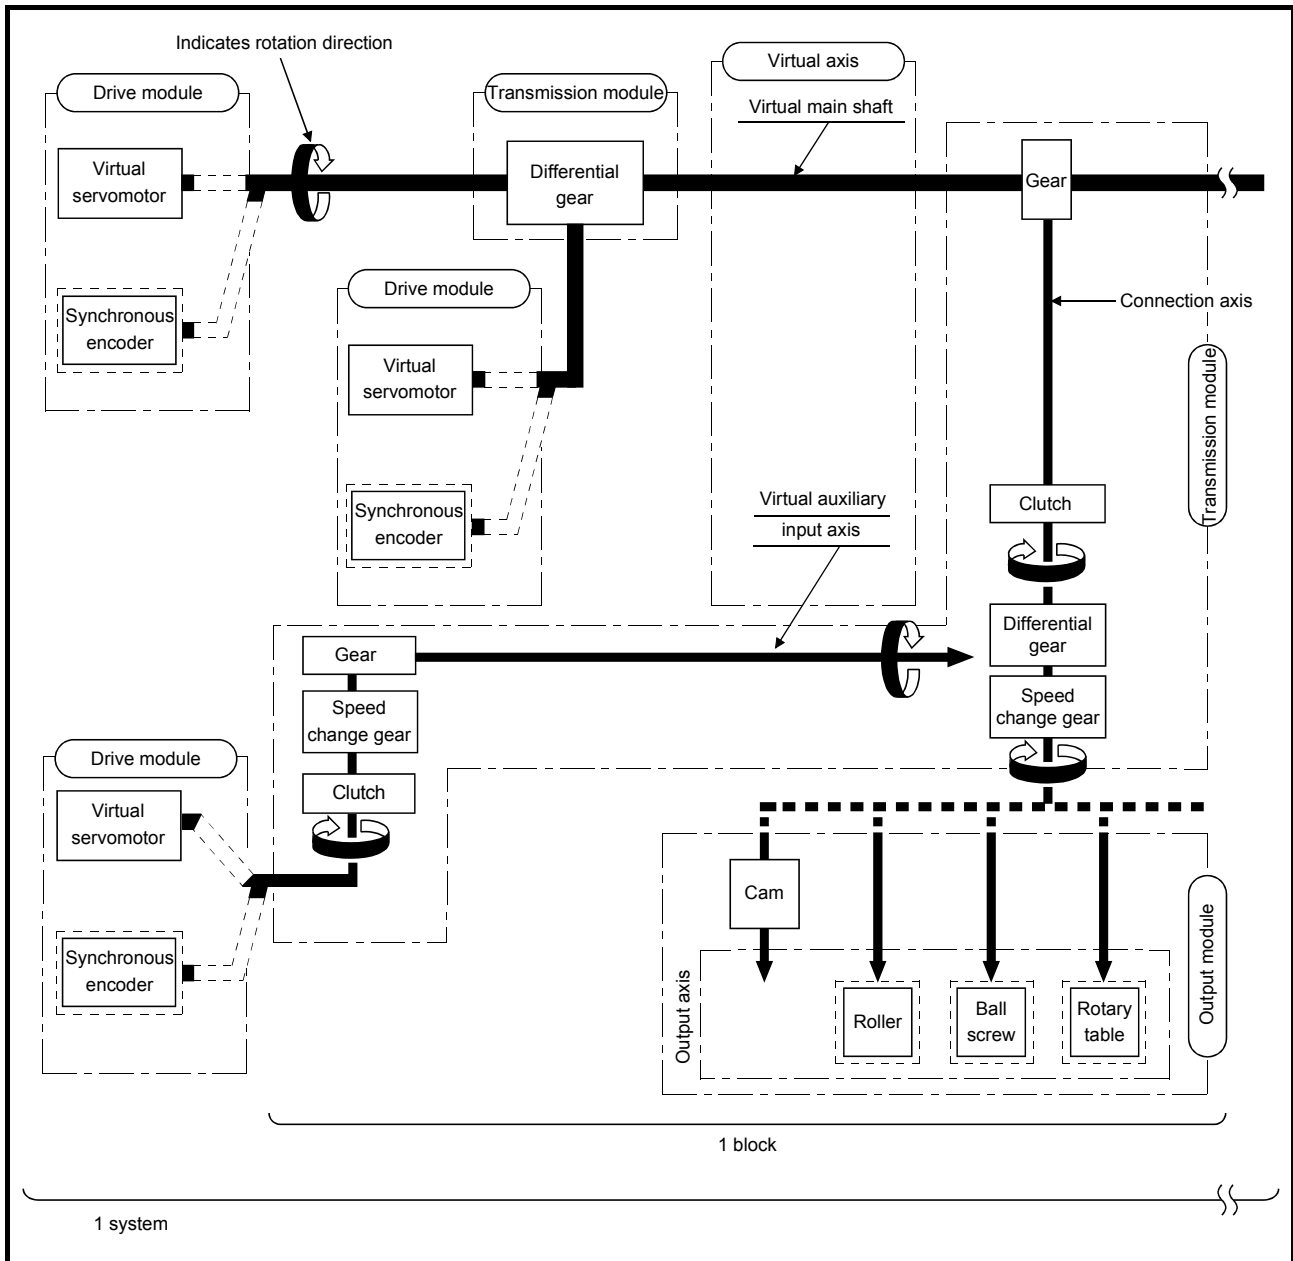 Indicates rotation direction
Drive module
Virtual
servomotor
Synchronous
encoder
Transmission module
Differential
gear
Drive module
Virtual
servomotor
Synchronous
encoder
Virtual axis
Virtual main shaft
Gear
Connection axis
Transmission module
Clutch
Virtual auxiliary
input axis
Differential
gear
Speed
change gear
Gear
Speed
change gear
Clutch
Drive module
Virtual
servomotor
Synchronous
encoder
Cam
Output axis
Roller
Ball
screw
Rotary
table
Output module
1 block
1 system